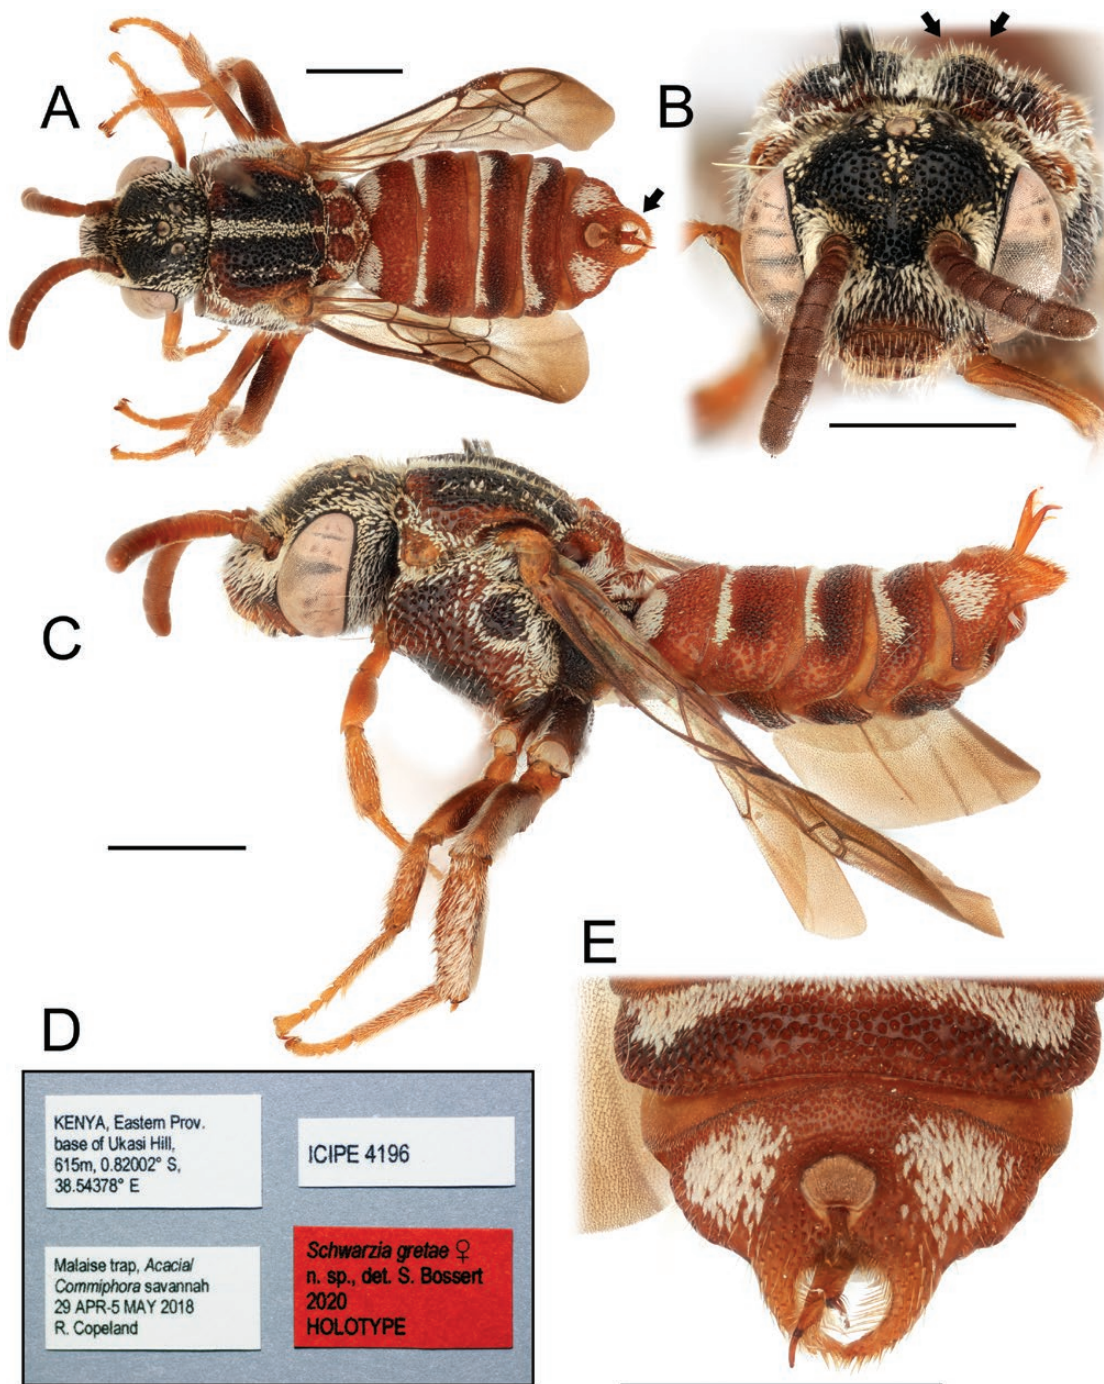 A
B
C
E
D
KENYA, Eastern Prov.
base of Ukasi Hill,
615m, 0.82002° S,
38.54378° E
ICIPE 4196
Malaise trap, Acacia/
Commiphora savannah
29 APR-5 MAY 2018
R. Copeland
Schwarzia gretae ♀
n. sp., det. S. Bossert
2020
HOLOTYPE